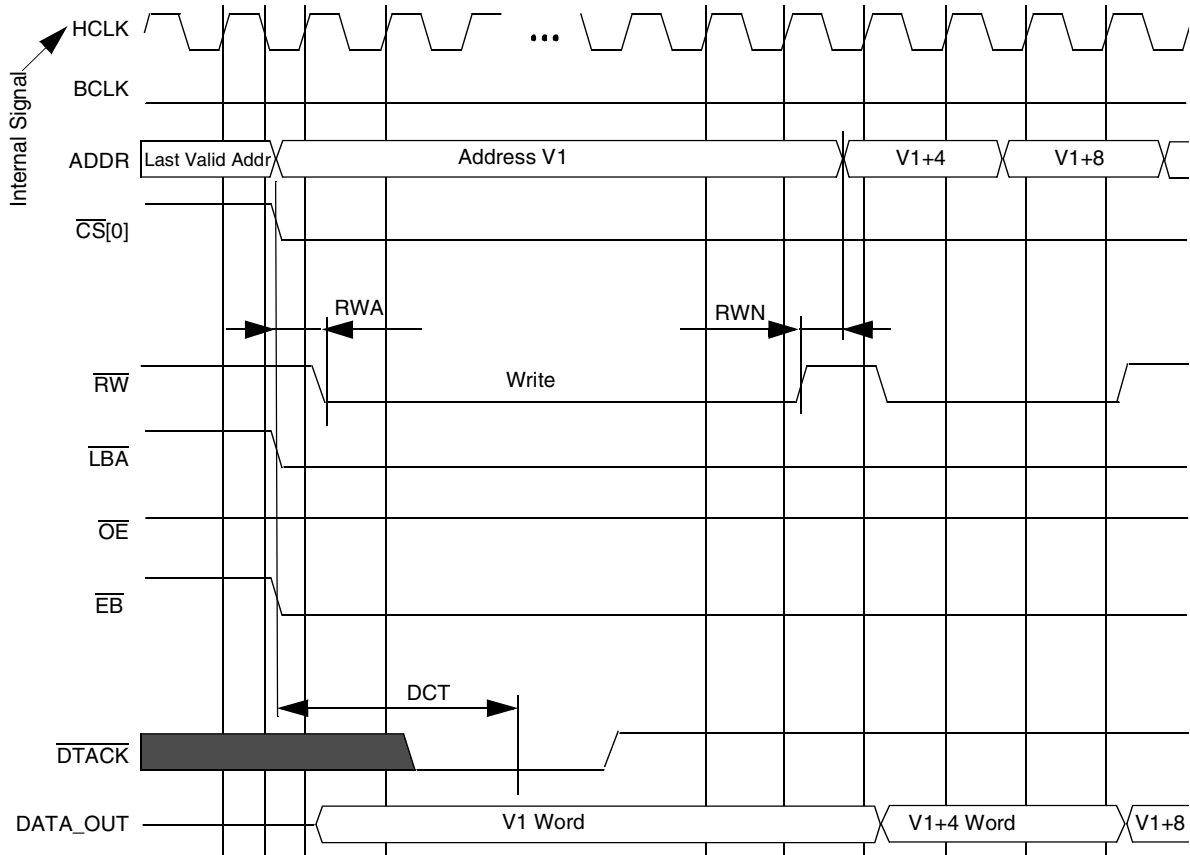 HCLK
...
Internal Signal
BCLK
ADDR Last Valid Addr Address V1 V1+4 V1+8
CS[0]
RWA RWN
RW Write
LBA
OE
EB
DCT
DTACK
DATA_OUT V1 Word V1+4 Word V1+8